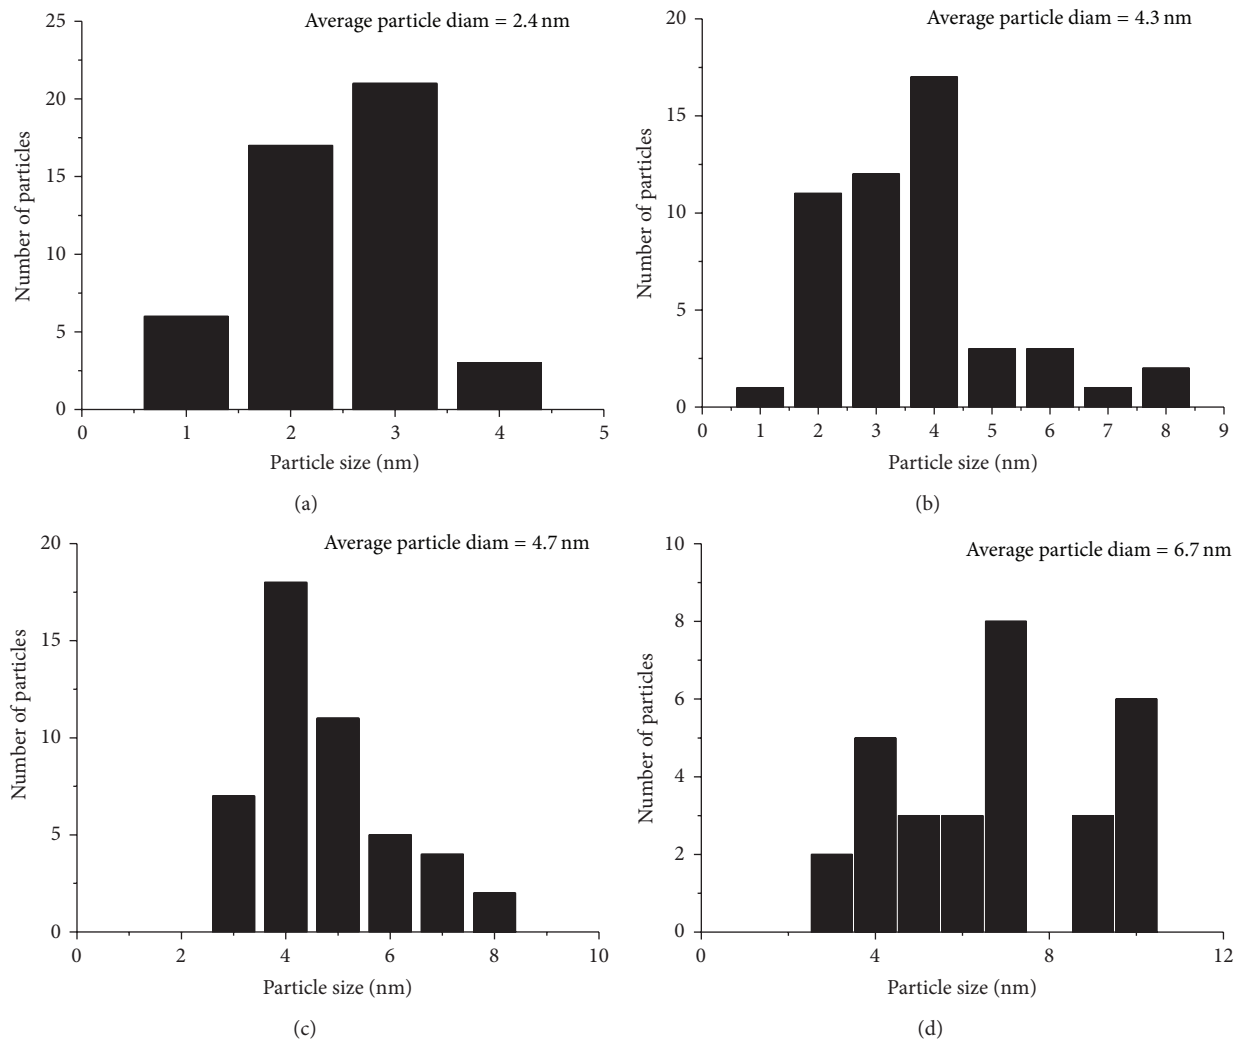 Average particle diam = 2.4 nm
25
20
15
10
5
0
Number of particles
0 1 2 3 4 5
Particle size (nm)
(a)
Average particle diam = 4.3 nm
20
15
10
5
0
Number of particles
0 1 2 3 4 5 6 7 8 9
Particle size (nm)
(b)
Average particle diam = 4.7 nm
20
15
10
5
0
Number of particles
0 2 4 6 8 10
Particle size (nm)
(c)
Average particle diam = 6.7 nm
10
8
6
4
2
0
Number of particles
0 4 8 12
Particle size (nm)
(d)